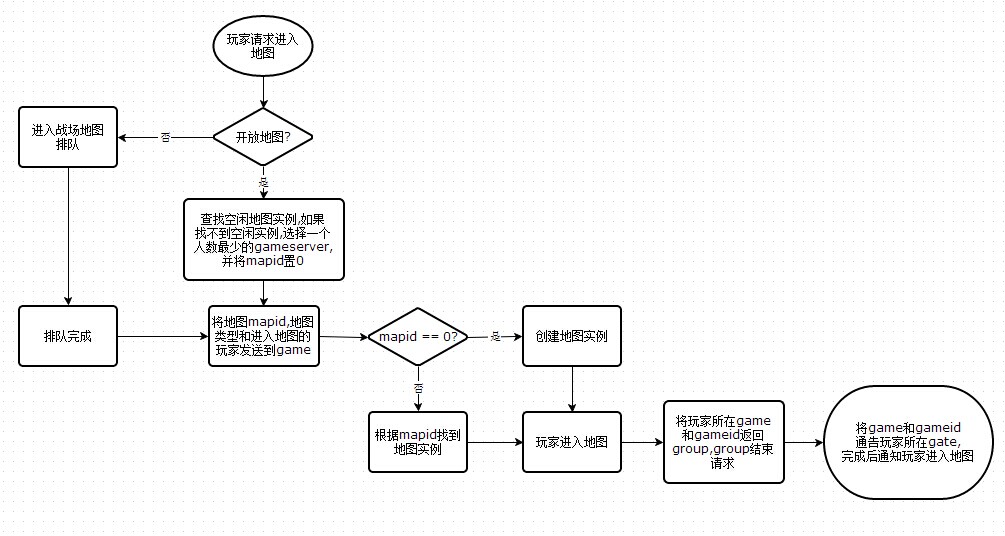 玩家请求进入
地图
开放地图?
否
进入战场地图
排队
是
查找空闲地图实例,如果
找不到空闲实例,选择一个
人数最少的gameserver,
并将mapid置0
排队完成
将地图mapid,地图
类型和进入地图的
玩家发送到game
mapid == 0?
是
创建地图实例
否
根据mapid找到
地图实例
玩家进入地图
将玩家所在game
和gameid返回
group,group结束
请求
将game和gameid
通告玩家所在gate,
完成后通知玩家进入地图